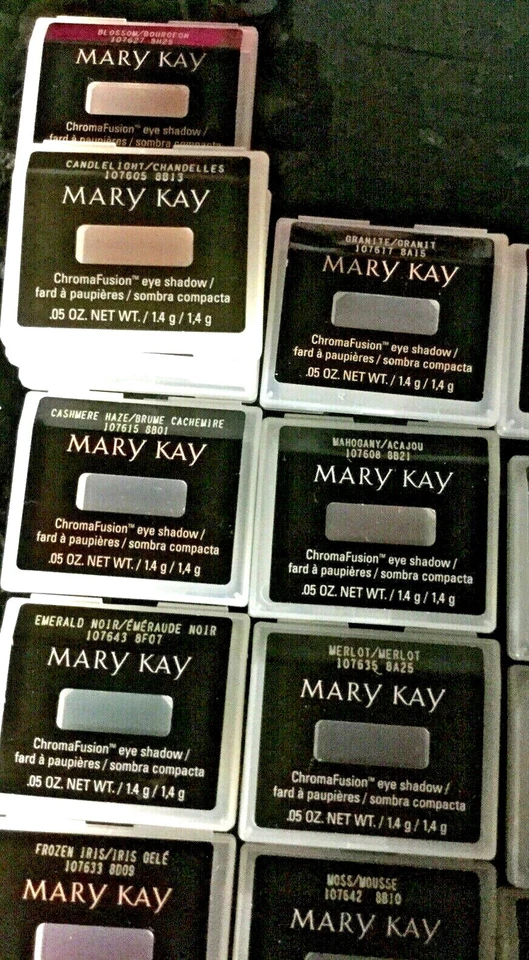 BLOSSOM/BOURGEON
107627 8H25
MARY KAY
ChromaFusion™ eye shadow /
fard à paupières / sombra compacta
CANDLELIGHT/CHANDELLES
107605 8B13
MARY KAY
ChromaFusion™ eye shadow /
fard à paupières / sombra compacta
.05 OZ. NET WT. / 1.4 g / 1,4 g
GRANITE/GRANIT
107617 8A15
MARY KAY
ChromaFusion™ eye shadow /
fard à paupières / sombra compacta
.05 OZ. NET WT. / 1.4 g / 1,4 g
CASHMERE HAZE/BRUME CACHEMIRE
107615 8B01
MARY KAY
ChromaFusion™ eye shadow /
fard à paupières / sombra compacta
.05 OZ. NET WT. / 1.4 g / 1,4 g
MAHOGANY/ACAJOU
107608 8B21
MARY KAY
ChromaFusion™ eye shadow /
fard à paupières / sombra compacta
.05 OZ. NET WT. / 1.4 g / 1,4 g
EMERALD NOIR/ÉMERAUDE NOIR
107643 8F07
MARY KAY
ChromaFusion™ eye shadow /
fard à paupières / sombra compacta
.05 OZ. NET WT. / 1.4 g / 1,4 g
MERLOT/MERLOT
107635 8A25
MARY KAY
ChromaFusion™ eye shadow /
fard à paupières / sombra compacta
.05 OZ. NET WT. / 1.4 g / 1,4 g
FROZEN IRIS/IRIS GELÉ
107633 8D09
MARY KAY
MOSS/MOUSSE
107642 8B10
MARY KAY